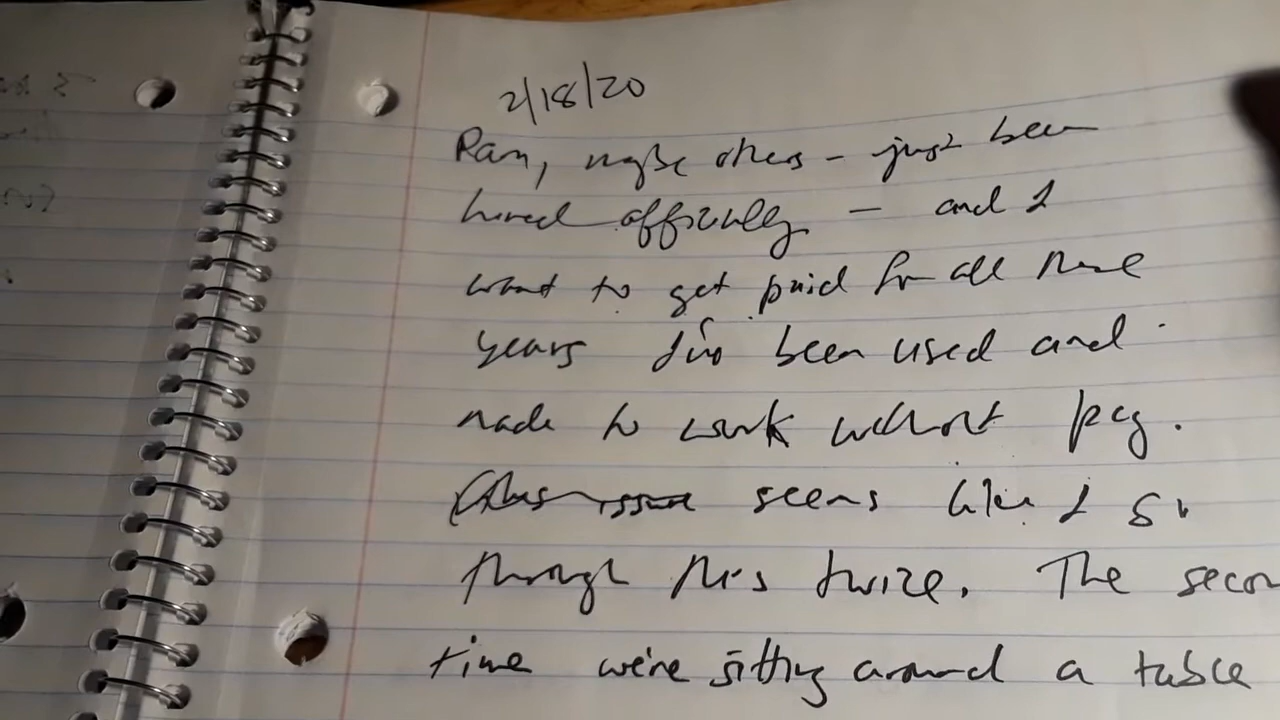 2/18/20
Ram, maybe others - just been
hired officially - and I
want to get paid for all these
years I've been used and
made to work without pay.
seems like I go
through this twice. The secon
time we're sitting around a table